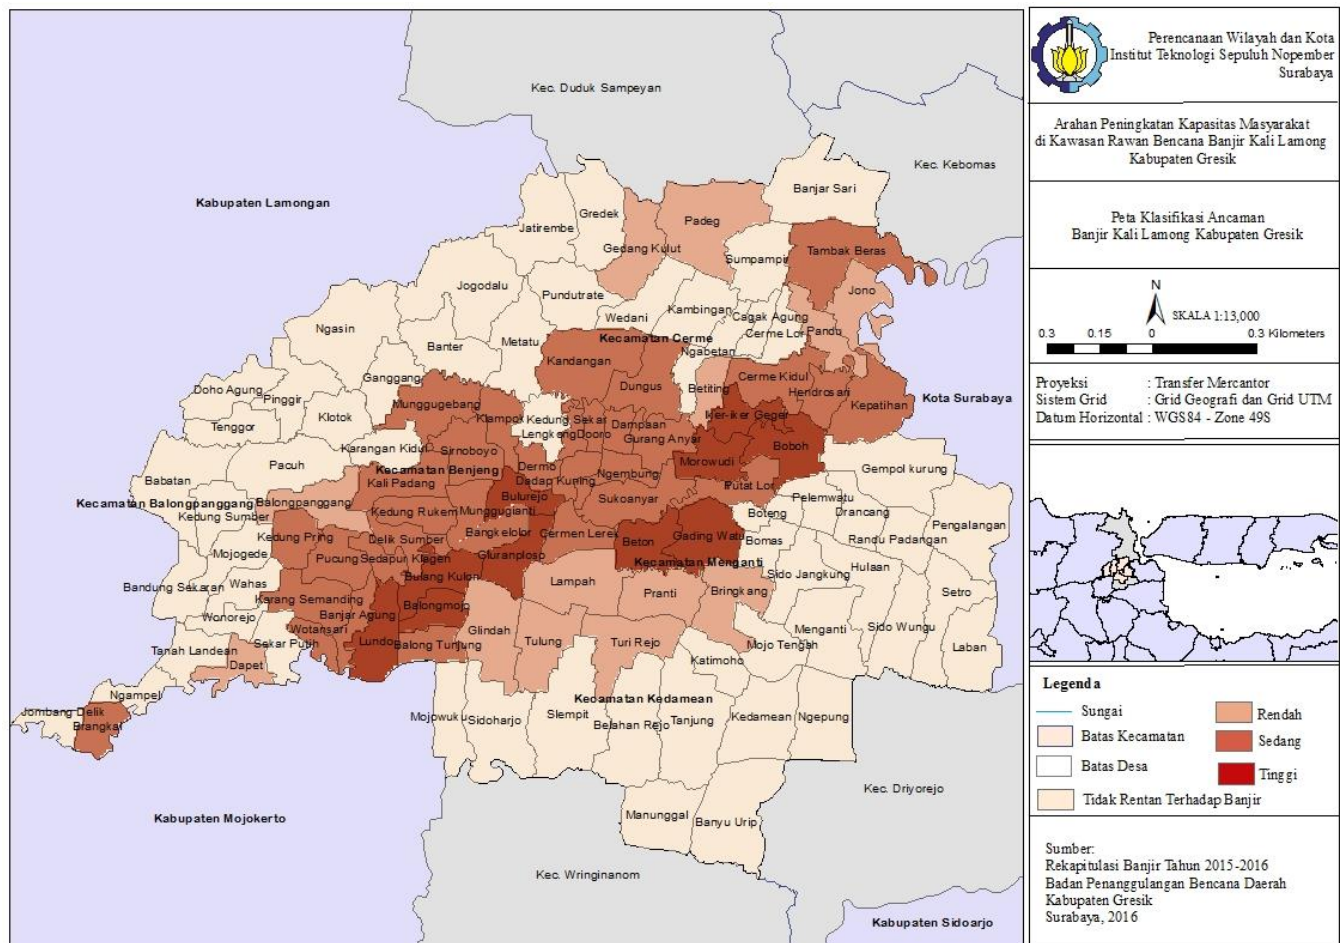 Kec. Duduk Sampeyan
Kec. Kebomas
Kabupaten Lamongan
Banjar Sari
Gredek
Padeg
Jatirembe
Gedang Kulut
Tambak Beras
Sumpampir
Jogodalu
Jono
Pundutrate
Kambingan
Wedani
Cagak Agung
Ngasin
Cerme Lor
Pandu
Kecamatan Cerme
Banter
Metatu
Ngabetan
Kandangan
Ganggang
Dungus
Betiting
Cerme Kidul
Doho Agung
Pinggir
Hendrosari
Munggugebang
Kepatihan
Kota Surabaya
Klotok
Klampok
Kedung Sekar
Iker-iker Geger
Tenggor
Dampaan
Lengkong
Dooro
Gurang Anyar
Boboh
Karangan Kidul
Sirnoboyo
Pacuh
Dermo
Morowudi
Kecamatan Benjeng
Gempol kurung
Babatan
Kali Padang
Dadap Kuning
Ngembung
Putat Lor
Kecamatan Balongpanggang
Balongpanggang
Bulurejo
Sukoanyar
Pelemwatu
Kedung Sumber
Kedung Rukem
Munggugianti
Boteng
Drancang
Pengalangan
Kedung Pring
Delik Sumber
Bangkelolor
Cermen Lerek
Beton
Gading Watu
Bomas
Randu Padangan
Mojogede
Pucung
Sedapur Klagen
Gluranploso
Kecamatan Menganti
Hulaan
Bulang Kulon
Sido Jangkung
Bandung Sekaran
Wahas
Lampah
Pranti
Bringkang
Setro
Karang Semanding
Balongmojo
Wonorejo
Banjar Agung
Wotansari
Glindah
Menganti
Sido Wungu
Sekar Putih
Lundo
Balong Tunjung
Tulung
Turi Rejo
Mojo Tengah
Laban
Tanah Landean
Dapet
Katimoho
Ngampel
Kecamatan Kedamean
Jombang Delik
Mojowuku
Sidoharjo
Slempit
Tanjung
Kedamean
Ngepung
Brangkal
Belahan Rejo
Kec. Driyorejo
Kabupaten Mojokerto
Manunggal
Banyu Urip
Kec. Wringinanom
Kabupaten Sidoarjo
Perencanaan Wilayah dan Kota
Institut Teknologi Sepuluh Nopember
Surabaya
Arahan Peningkatan Kapasitas Masyarakat
di Kawasan Rawan Bencana Banjir Kali Lamong
Kabupaten Gresik
Peta Klasifikasi Ancaman
Banjir Kali Lamong Kabupaten Gresik
N
SKALA 1:13,000
0.3 0.15 0 0.3 Kilometers
Proyeksi : Transfer Mercantor
Sistem Grid : Grid Geografi dan Grid UTM
Datum Horizontal : WGS84 - Zone 49S
Legenda
Sungai
Rendah
Batas Kecamatan
Sedang
Batas Desa
Tinggi
Tidak Rentan Terhadap Banjir
Sumber:
Rekapitulasi Banjir Tahun 2015-2016
Badan Penanggulangan Bencana Daerah
Kabupaten Gresik
Surabaya, 2016